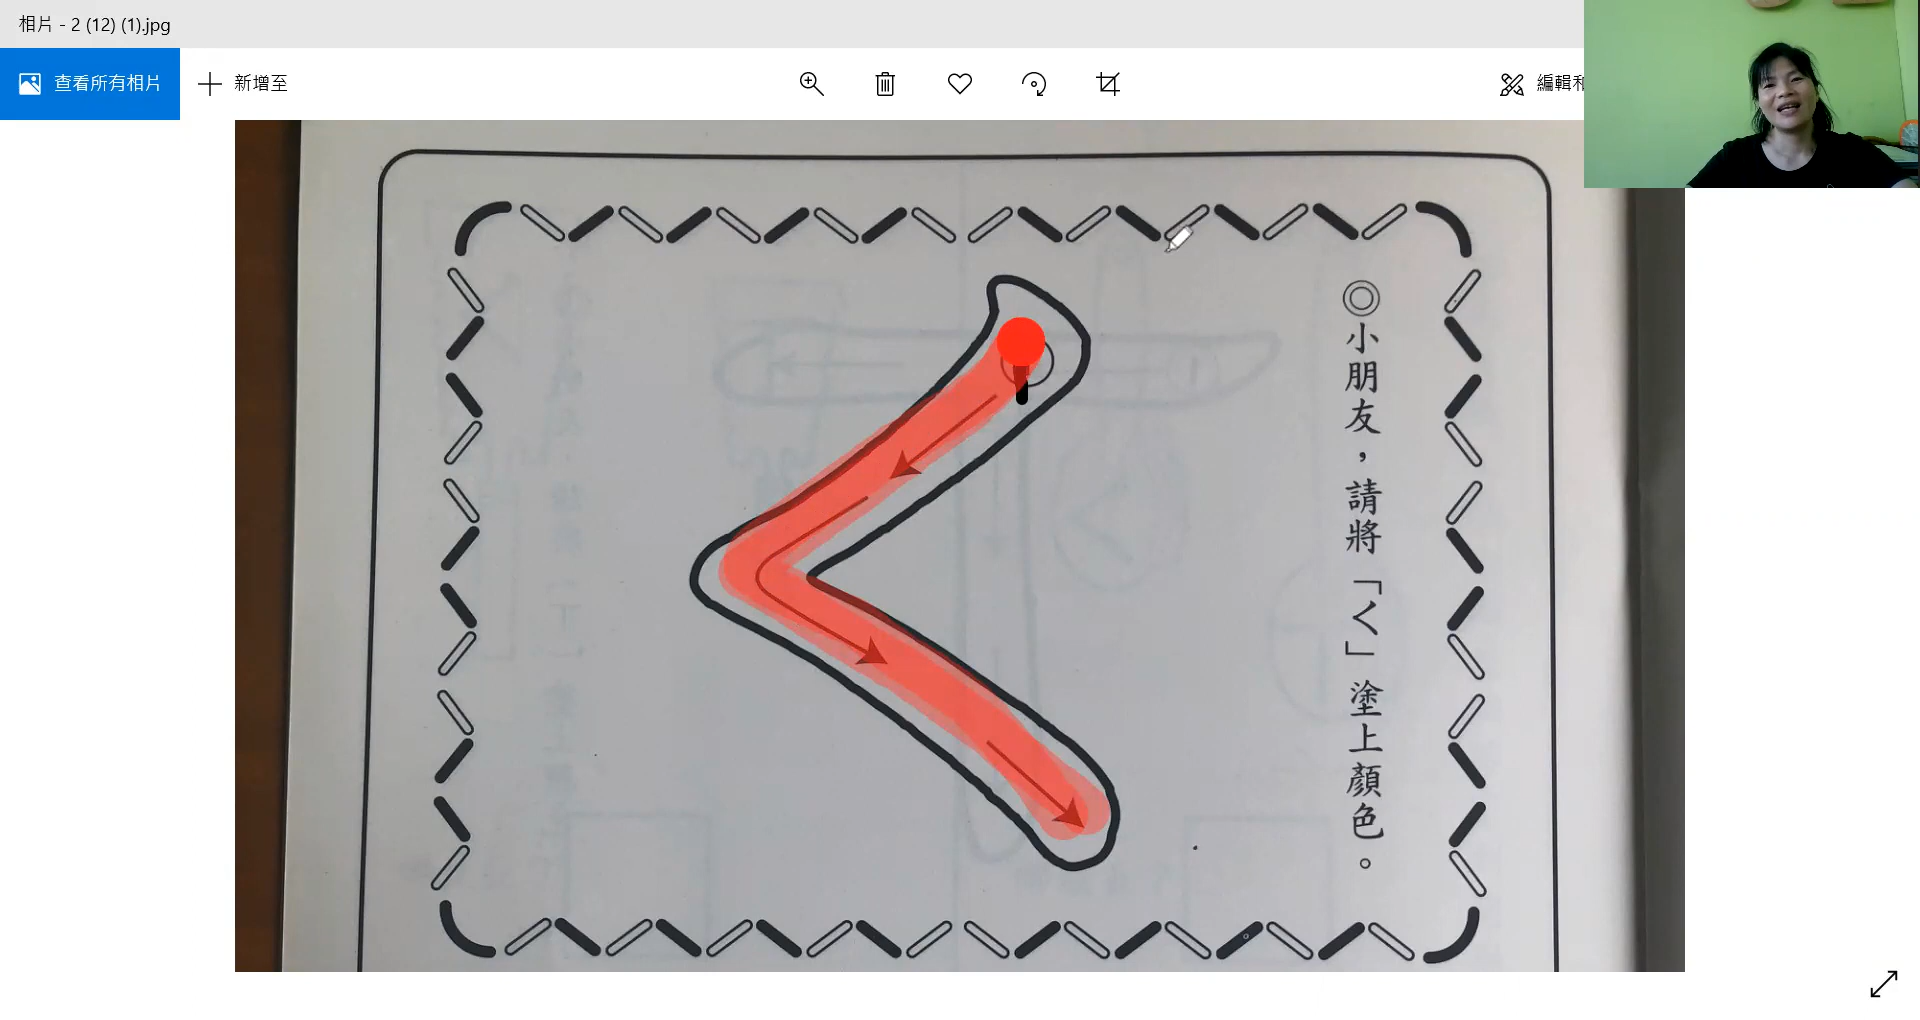 相片 - 2 (12) (1).jpg
查看所有相片
新增至
編輯和
◎小朋友，請將「ㄑ」塗上顏色。
ㄑ